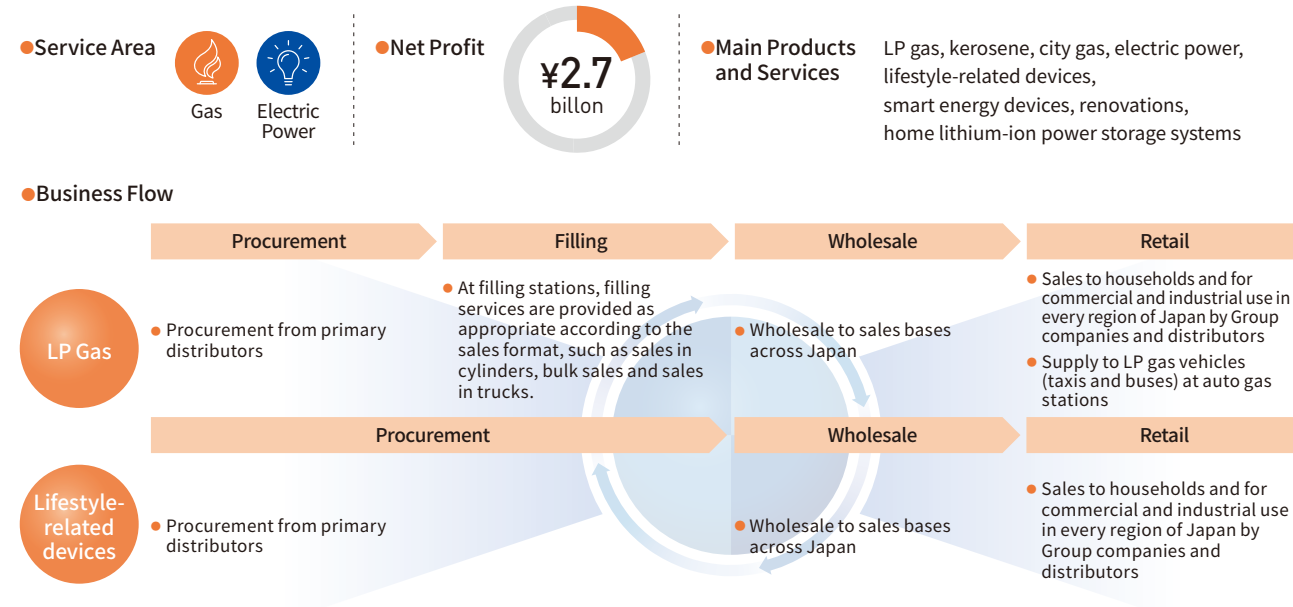 ●Service Area
Gas
Electric
Power
●Net Profit
¥2.7
billon
●Main Products
and Services
LP gas, kerosene, city gas, electric power,
lifestyle-related devices,
smart energy devices, renovations,
home lithium-ion power storage systems
●Business Flow
Procurement
Filling
Wholesale
Retail
LP Gas
● Procurement from primary
distributors
● At filling stations, filling
services are provided as
appropriate according to the
sales format, such as sales in
cylinders, bulk sales and sales
in trucks.
● Wholesale to sales bases
across Japan
● Sales to households and for
commercial and industrial use in
every region of Japan by Group
companies and distributors
● Supply to LP gas vehicles
(taxis and buses) at auto gas
stations
Procurement
Wholesale
Retail
Lifestyle-
related
devices
● Procurement from primary
distributors
● Wholesale to sales bases
across Japan
● Sales to households and for
commercial and industrial use
in every region of Japan by
Group companies and
distributors